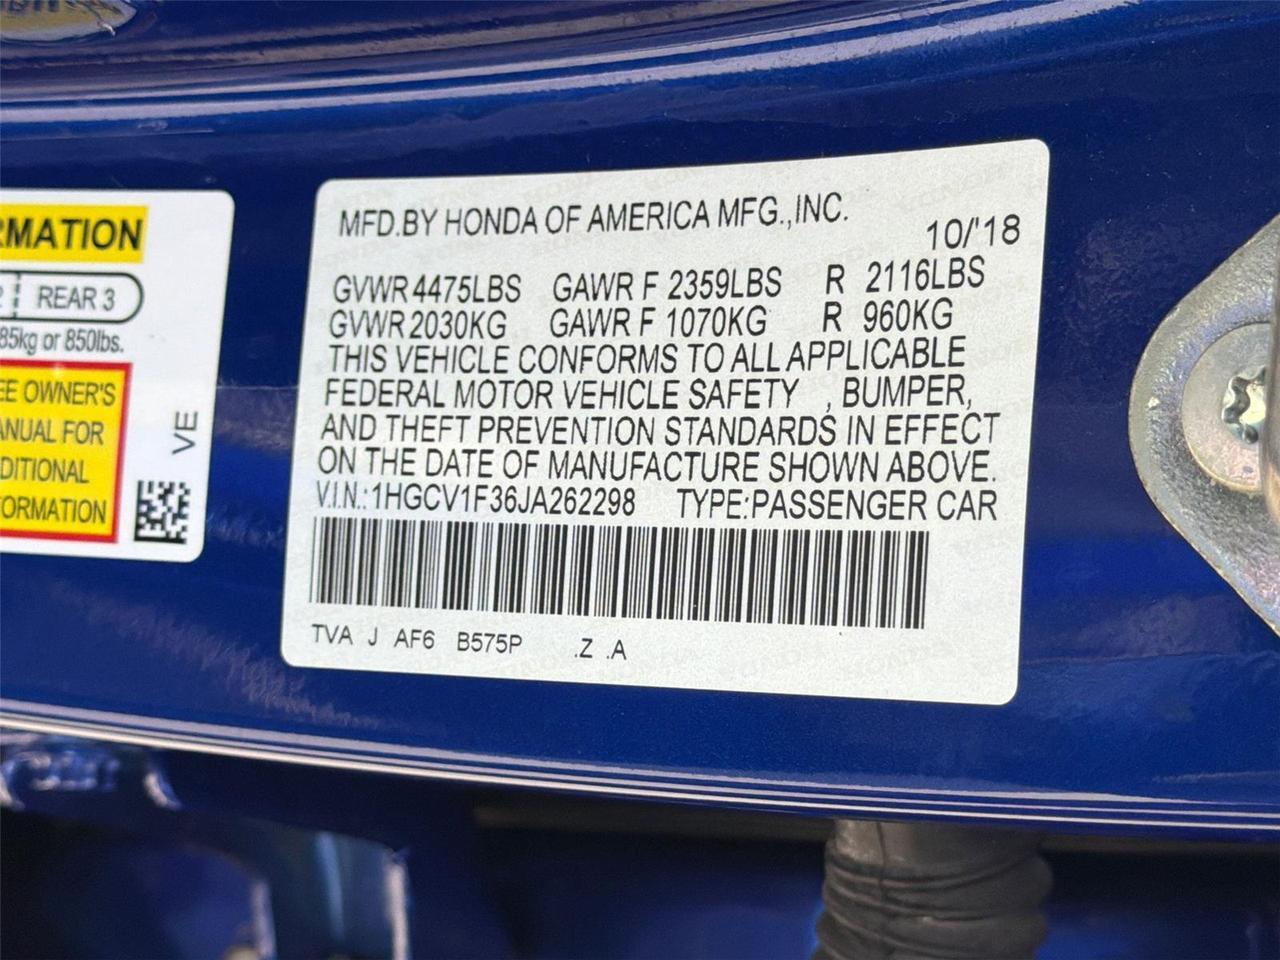 RMATION
REAR 3
85kg or 850lbs.
EE OWNER'S
ANUAL FOR
DITIONAL
FORMATION
VE
MFD.BY HONDA OF AMERICA MFG.,INC.
10/'18
GVWR 4475LBS GAWR F 2359LBS R 2116LBS
GVWR 2030KG GAWR F 1070KG R 960KG
THIS VEHICLE CONFORMS TO ALL APPLICABLE
FEDERAL MOTOR VEHICLE SAFETY , BUMPER,
AND THEFT PREVENTION STANDARDS IN EFFECT
ON THE DATE OF MANUFACTURE SHOWN ABOVE.
V.I.N.:1HGCV1F36JA262298 TYPE:PASSENGER CAR
TVA J AF6 B575P .Z .A